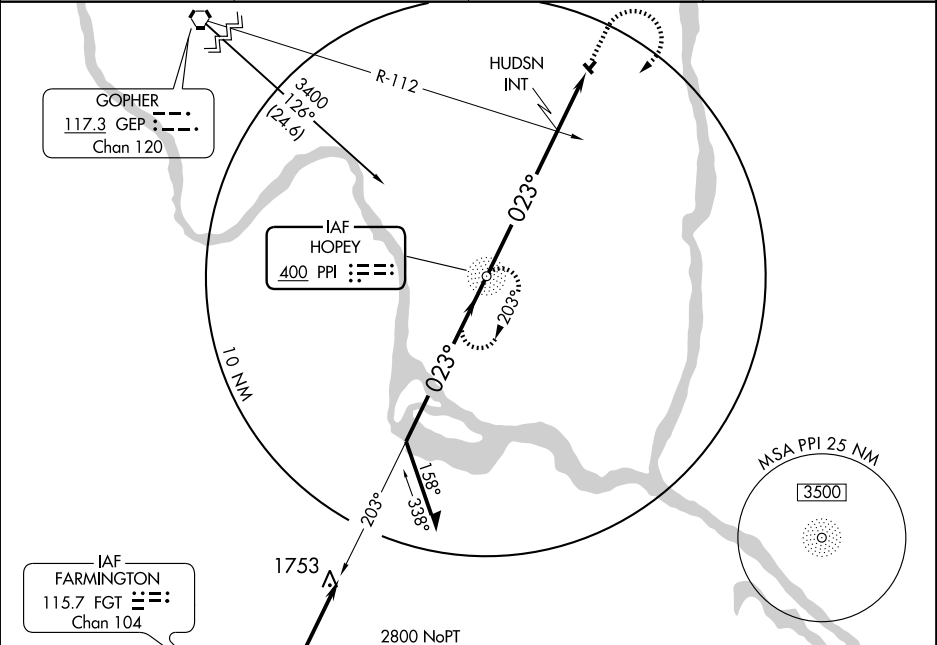 GOPHER
117.3 GEP
Chan 120
3400
126°
(24.6)
R-112
HUDSN
INT
023°
IAF
HOPEY
400 PPI
203°
023°
10 NM
158°
338°
203°
MSA PPI 25 NM
3500
1753
IAF
FARMINGTON
115.7 FGT
Chan 104
2800 NoPT